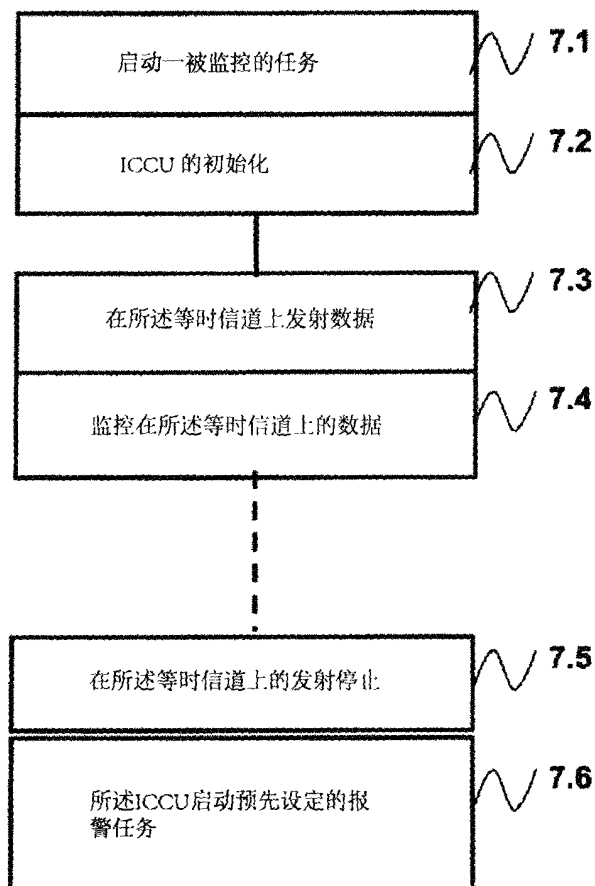 启动一被监控的任务
7.1
ICCU 的初始化
7.2
在所述等时信道上发射数据
7.3
监控在所述等时信道上的数据
7.4
在所述等时信道上的发射停止
7.5
所述ICCU启动预先设定的报
警任务
7.6